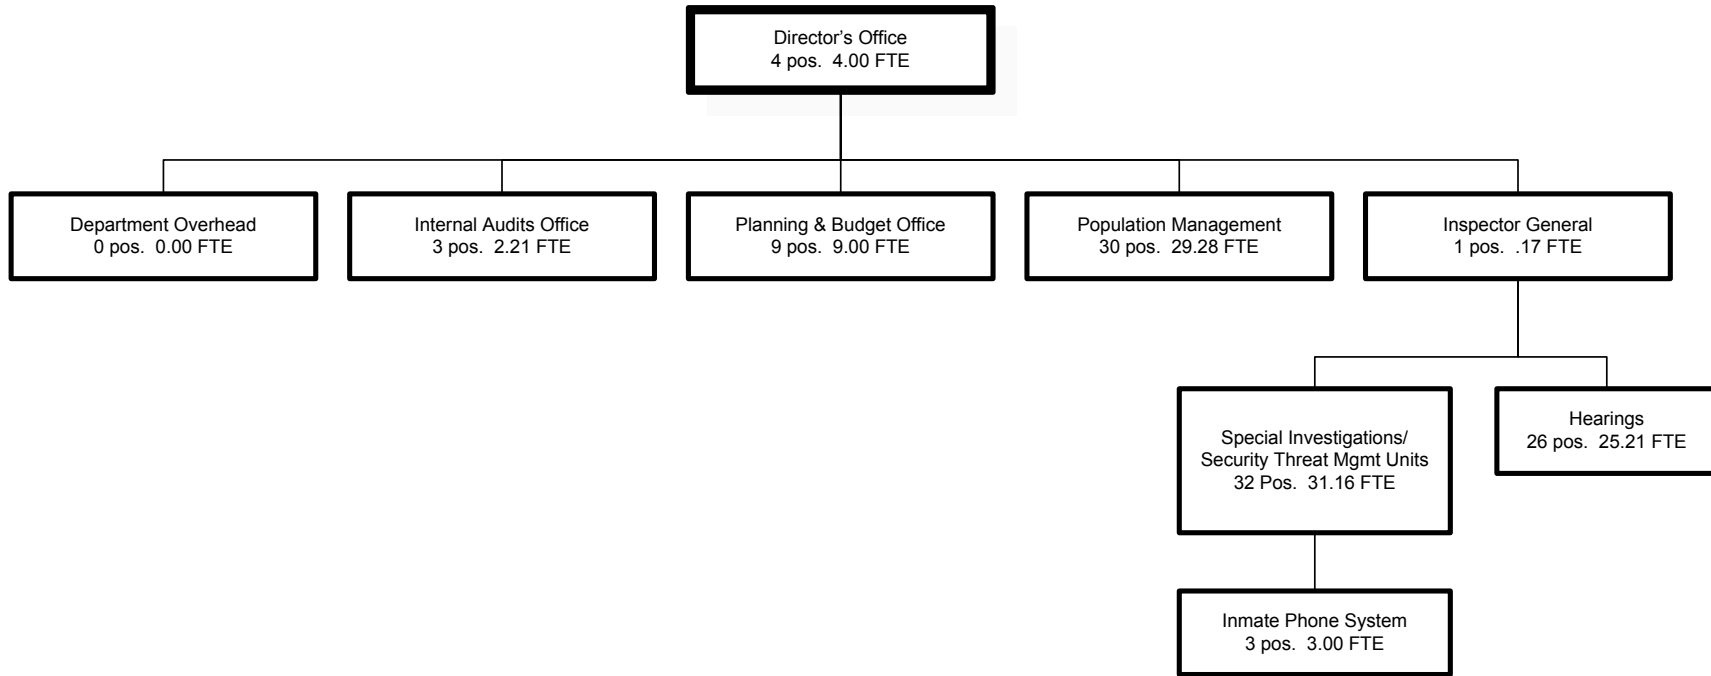 Director’s Office
4 pos.  4.00 FTE
Department Overhead
0 pos.  0.00 FTE
Internal Audits Office
3 pos.  2.21 FTE
Planning & Budget Office
9 pos.  9.00 FTE
Population Management
30 pos.  29.28 FTE
Inspector General
1 pos.  .17 FTE
Special Investigations/
Security Threat Mgmt Units
32 Pos.  31.16 FTE
Hearings
26 pos.  25.21 FTE
Inmate Phone System
3 pos.  3.00 FTE